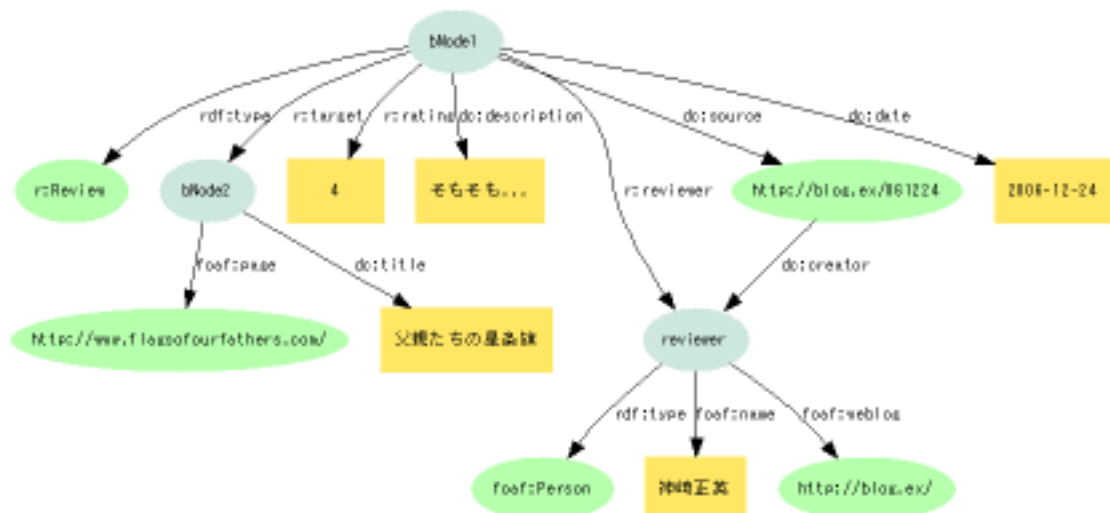 bNode1
rdf:type
r:target
r:rating
dc:description
dc:source
dc:date
r:Review
bNode2
4
そもそも...
r:reviewer
http://blog.ex/061224
2006-12-24
foaf:page
dc:title
dc:creator
http://www.flagsofourfathers.com/
父親たちの星条旗
reviewer
rdf:type
foaf:name
foaf:weblog
foaf:Person
神崎正英
http://blog.ex/